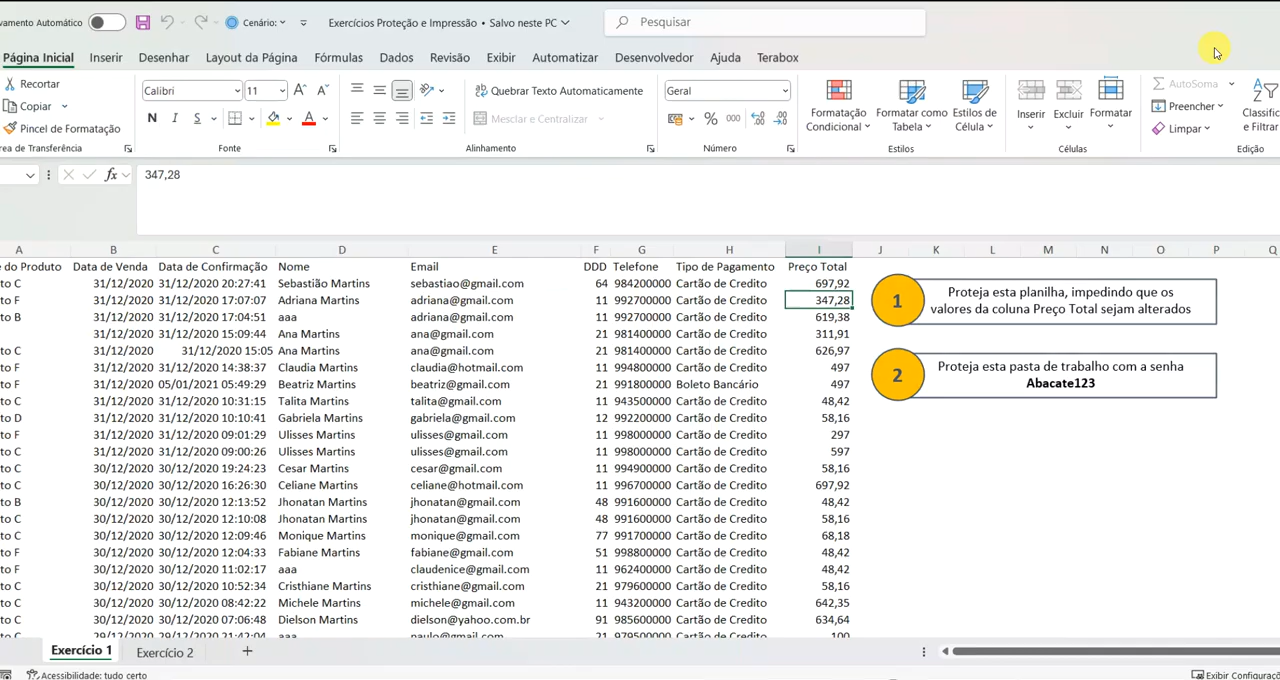 vamento Automático Cenário: Exercícios Proteção e Impressão • Salvo neste PC Pesquisar
Página Inicial Inserir Desenhar Layout da Página Fórmulas Dados Revisão Exibir Automatizar Desenvolvedor Ajuda Terabox
Recortar
Copiar
Pincel de Formatação
rea de Transferência
Calibri 11
N I S
Fonte
Quebrar Texto Automaticamente
Mesclar e Centralizar
Alinhamento
Geral
% 000
Número
Formatação
Condicional
Formatar como
Tabela
Estilos de
Célula
Estilos
Inserir Excluir Formatar
Células
AutoSoma
Preencher
Limpar
Classific
e Filtrar
Edição
fx 347,28
A B C D E F G H I J K L M N O P Q
e do Produto Data de Venda Data de Confirmação Nome Email DDD Telefone Tipo de Pagamento Preço Total
to C 31/12/2020 31/12/2020 20:27:41 Sebastião Martins sebastiao@gmail.com 64 984200000 Cartão de Credito 697,92
to F 31/12/2020 31/12/2020 17:07:07 Adriana Martins adriana@gmail.com 11 992700000 Cartão de Credito 347,28
to B 31/12/2020 31/12/2020 17:04:51 aaa adriana@gmail.com 11 992700000 Cartão de Credito 619,38
31/12/2020 31/12/2020 15:09:44 Ana Martins ana@gmail.com 21 981400000 Cartão de Credito 311,91
to C 31/12/2020 31/12/2020 15:05 Ana Martins ana@gmail.com 21 981400000 Cartão de Credito 626,97
to F 31/12/2020 31/12/2020 14:38:37 Claudia Martins claudia@hotmail.com 11 994800000 Cartão de Credito 497
to F 31/12/2020 05/01/2021 05:49:29 Beatriz Martins beatriz@gmail.com 21 991800000 Boleto Bancário 497
to C 31/12/2020 31/12/2020 10:31:15 Talita Martins talita@gmail.com 11 943500000 Cartão de Credito 48,42
to D 31/12/2020 31/12/2020 10:10:41 Gabriela Martins gabriela@gmail.com 12 992200000 Cartão de Credito 58,16
to F 31/12/2020 31/12/2020 09:01:29 Ulisses Martins ulisses@gmail.com 11 998000000 Cartão de Credito 297
to C 31/12/2020 31/12/2020 09:00:26 Ulisses Martins ulisses@gmail.com 11 998000000 Cartão de Credito 597
to C 30/12/2020 30/12/2020 19:24:23 Cesar Martins cesar@gmail.com 11 994900000 Cartão de Credito 58,16
to C 30/12/2020 30/12/2020 16:26:30 Celiane Martins celiane@hotmail.com 11 996700000 Cartão de Credito 697,92
to B 30/12/2020 30/12/2020 12:13:52 Jhonatan Martins jhonatan@gmail.com 48 991600000 Cartão de Credito 48,42
to C 30/12/2020 30/12/2020 12:10:08 Jhonatan Martins jhonatan@gmail.com 48 991600000 Cartão de Credito 58,16
to C 30/12/2020 30/12/2020 12:09:46 Monique Martins monique@gmail.com 77 991700000 Cartão de Credito 68,18
to F 30/12/2020 30/12/2020 12:04:33 Fabiane Martins fabiane@gmail.com 51 998800000 Cartão de Credito 48,42
to F 30/12/2020 30/12/2020 11:02:17 aaa claudenice@gmail.com 11 962400000 Cartão de Credito 48,42
to C 30/12/2020 30/12/2020 10:52:34 Cristhiane Martins cristhiane@gmail.com 21 979600000 Cartão de Credito 58,16
to C 30/12/2020 30/12/2020 08:42:22 Michele Martins michele@gmail.com 11 943200000 Cartão de Credito 642,35
to C 30/12/2020 30/12/2020 07:06:48 Dielson Martins dielson@yahoo.com.br 91 985600000 Cartão de Credito 634,64
to C 29/12/2020 29/12/2020 21:42:04 aaa paulo@gmail.com 21 979500000 Cartão de Credito 100
1
Proteja esta planilha, impedindo que os
valores da coluna Preço Total sejam alterados
2
Proteja esta pasta de trabalho com a senha
Abacate123
Exercício 1 Exercício 2 +
Acessibilidade: tudo certo Exibir Configuraçõ